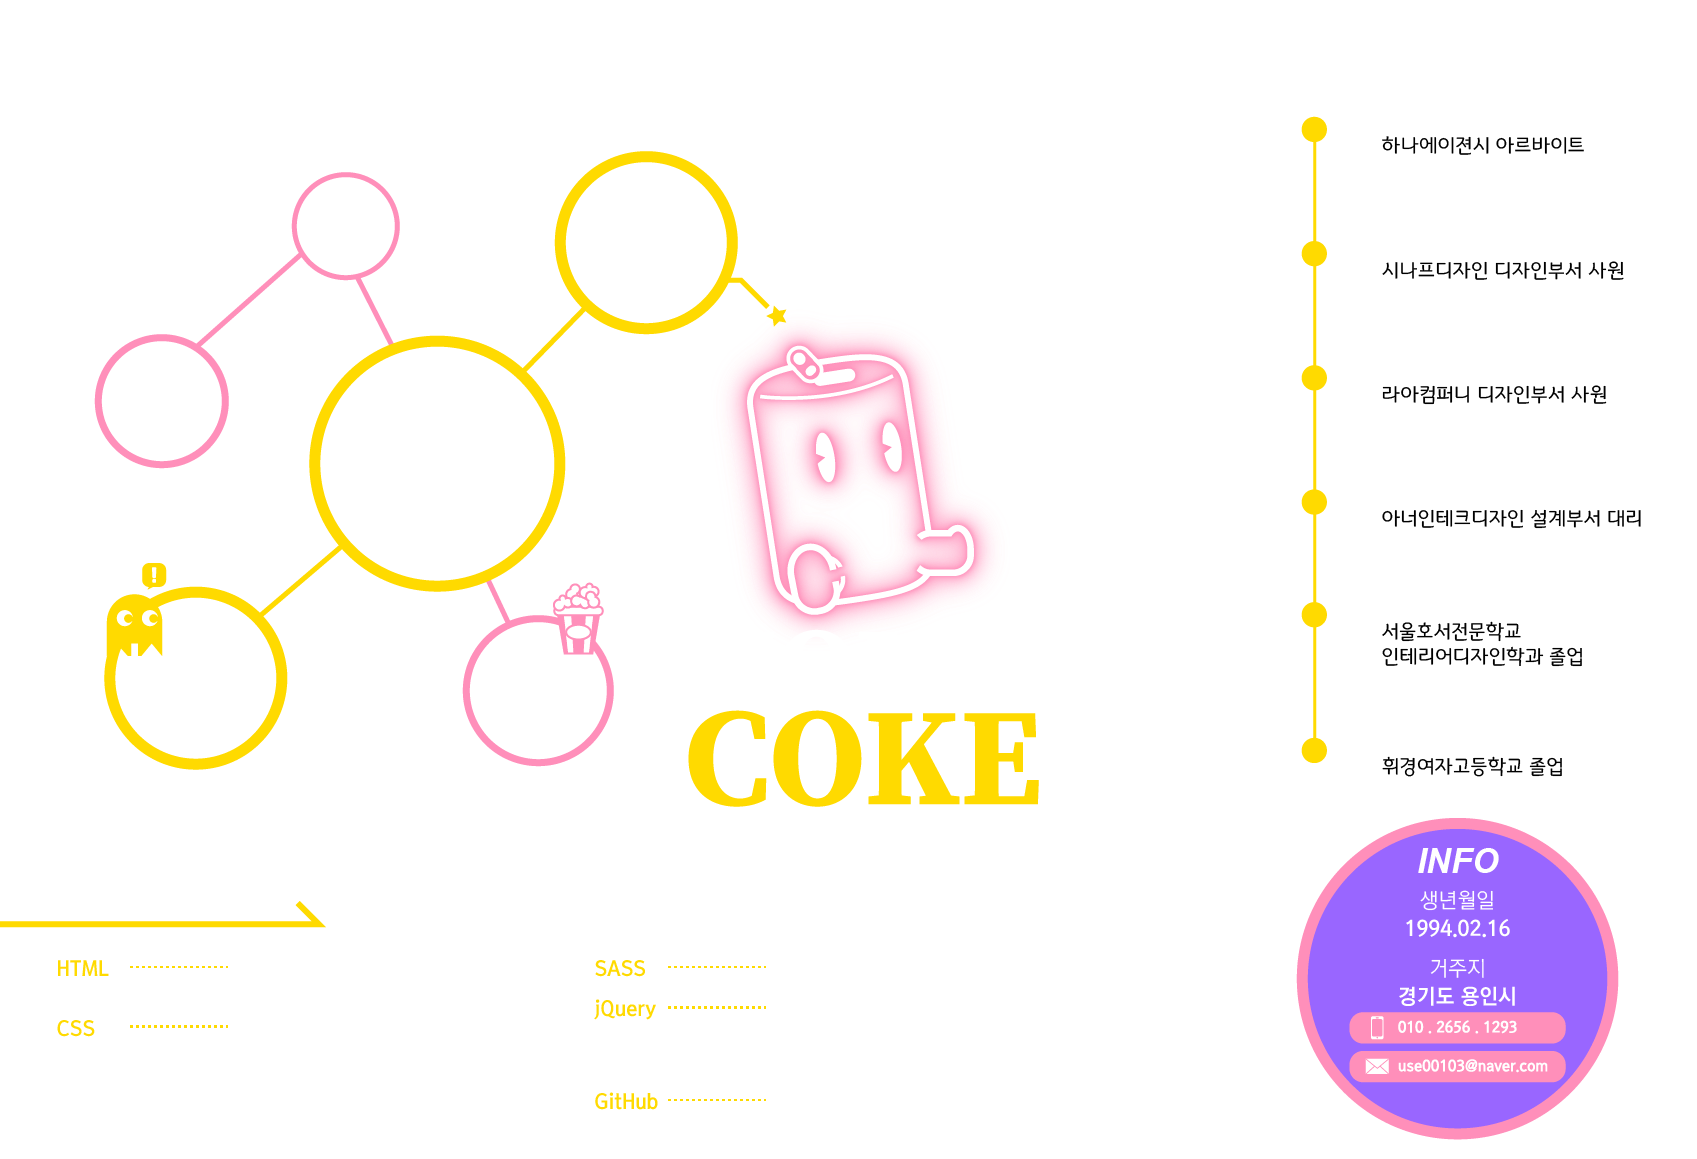 하나에이젼시 아르바이트
시나프디자인 디자인부서 사원
라아컴퍼니 디자인부서 사원
아너인테크디자인 설계부서 대리
서울호서전문학교
인테리어디자인학과 졸업
휘경여자고등학교 졸업
!
COKE
HTML
CSS
SASS
jQuery
GitHub
INFO
생년월일
1994.02.16
거주지
경기도 용인시
010 . 2656 . 1293
use00103@naver.com